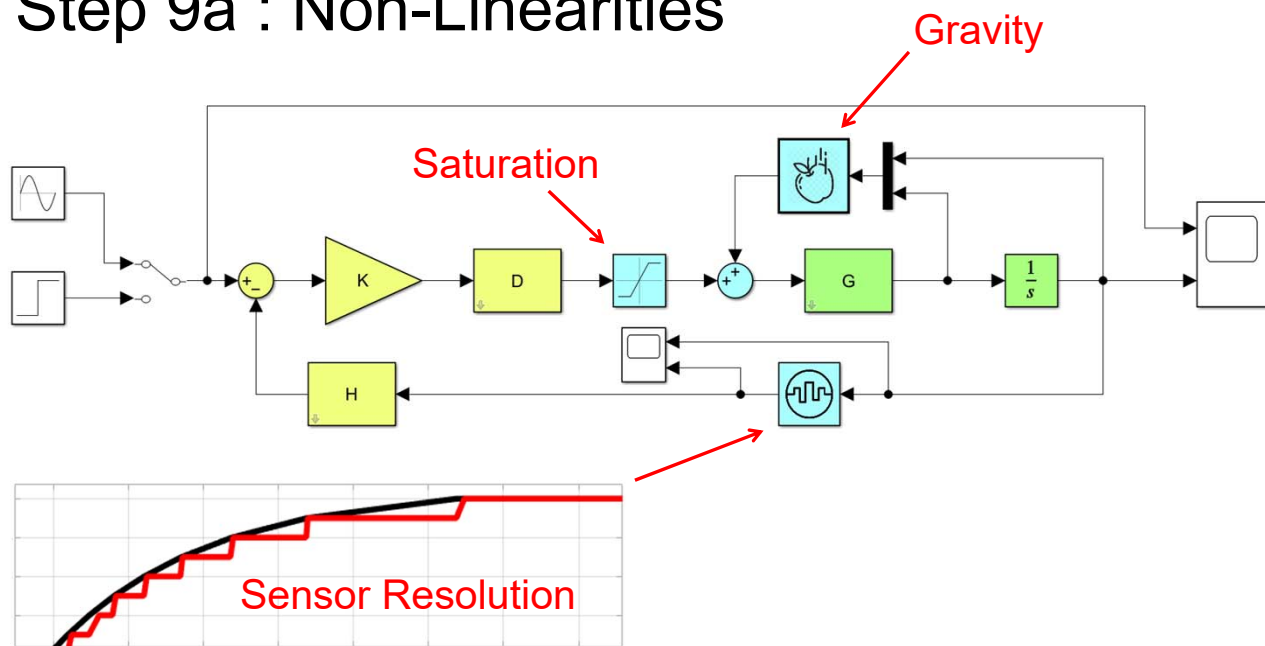 Step 9a : Non-Linearities
Gravity
Saturation
+
−
K
D
+
+
G
1
s
H
Sensor Resolution